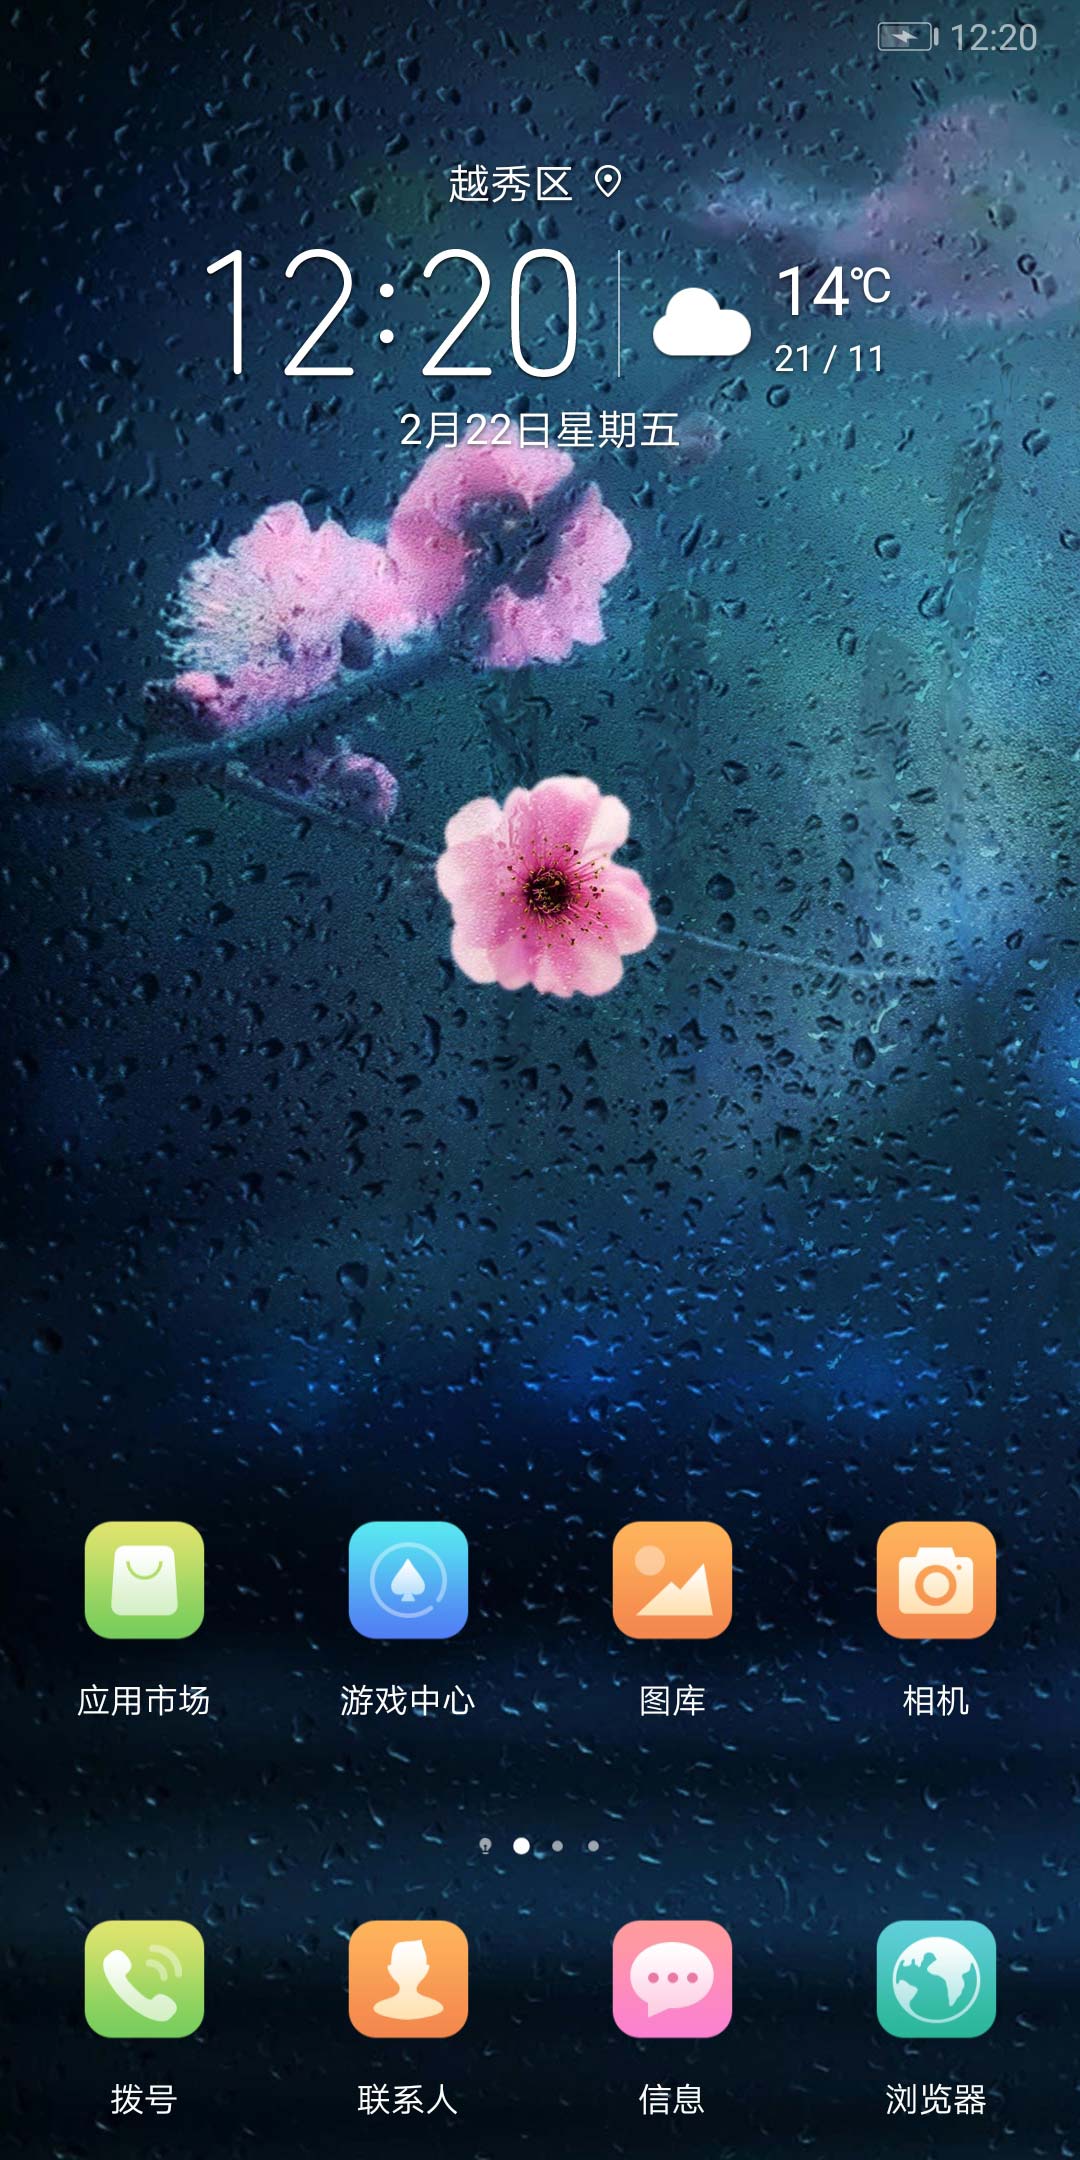 12:20
越秀区
12:20
14℃
21 / 11
2月22日星期五
应用市场
游戏中心
图库
相机
拨号
联系人
信息
浏览器